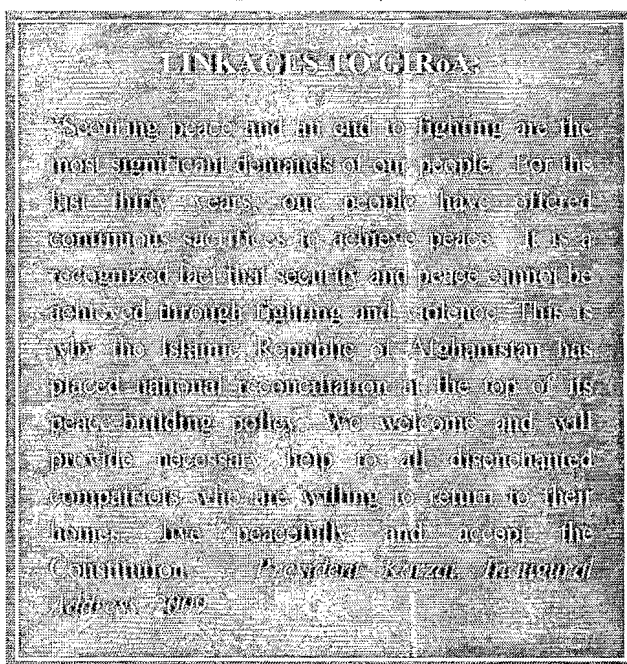 LINKAGES TO GIRoA:
"Securing peace and an end to fighting are the
most significant demands of our people. For the
last thirty years, our people have offered
continuous sacrifices to achieve peace. It is a
recognized fact that security and peace cannot be
achieved through fighting and violence. This is
why the Islamic Republic of Afghanistan has
placed national reconciliation at the top of its
peace-building policy. We welcome and will
provide necessary help to all disenchanted
compatriots who are willing to return to their
homes, live peacefully and accept the
Constitution. President Karzai, Inaugural
Address, 2009